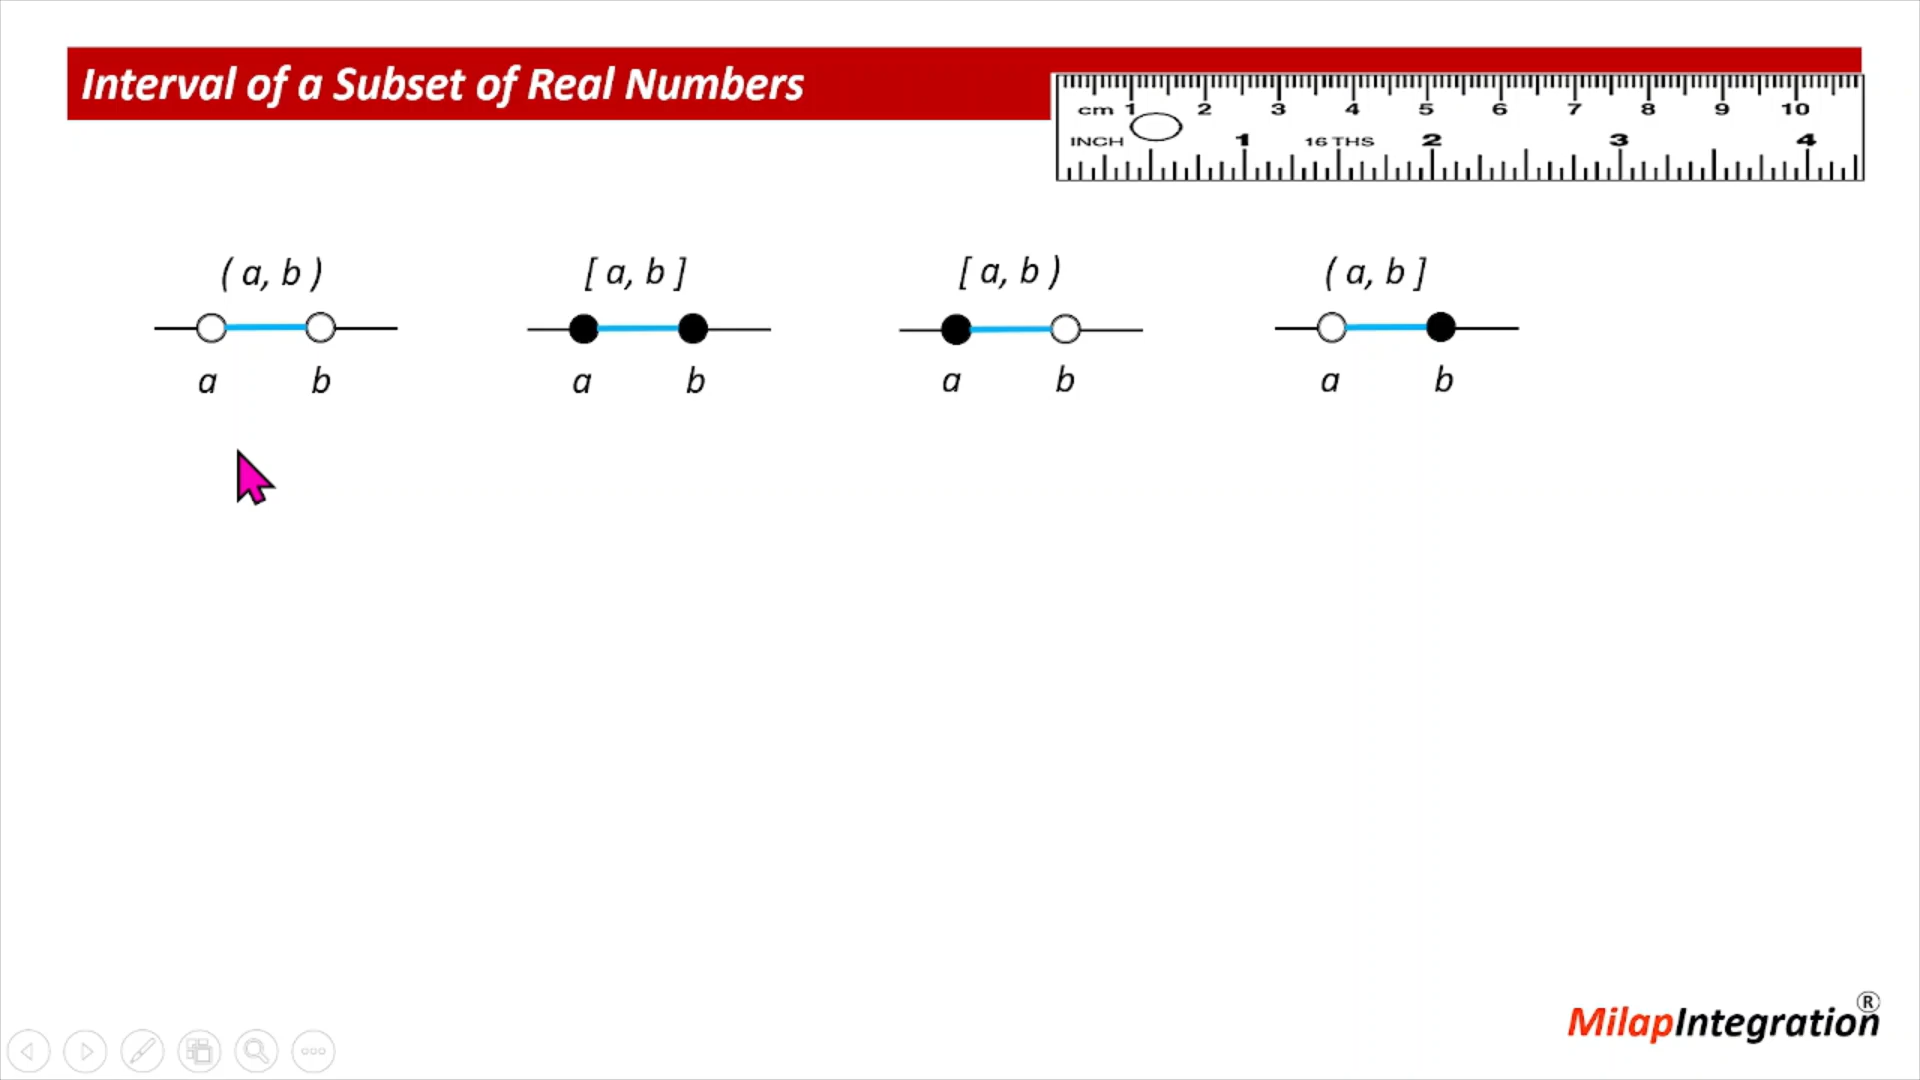 Interval of a Subset of Real Numbers
cm 1 2 3 4 5 6 7 8 9 10
INCH 1 16 THS 2 3 4
( a, b ) [ a, b ] [ a, b ) ( a, b ]
a b a b a b a b
MilapIntegration®